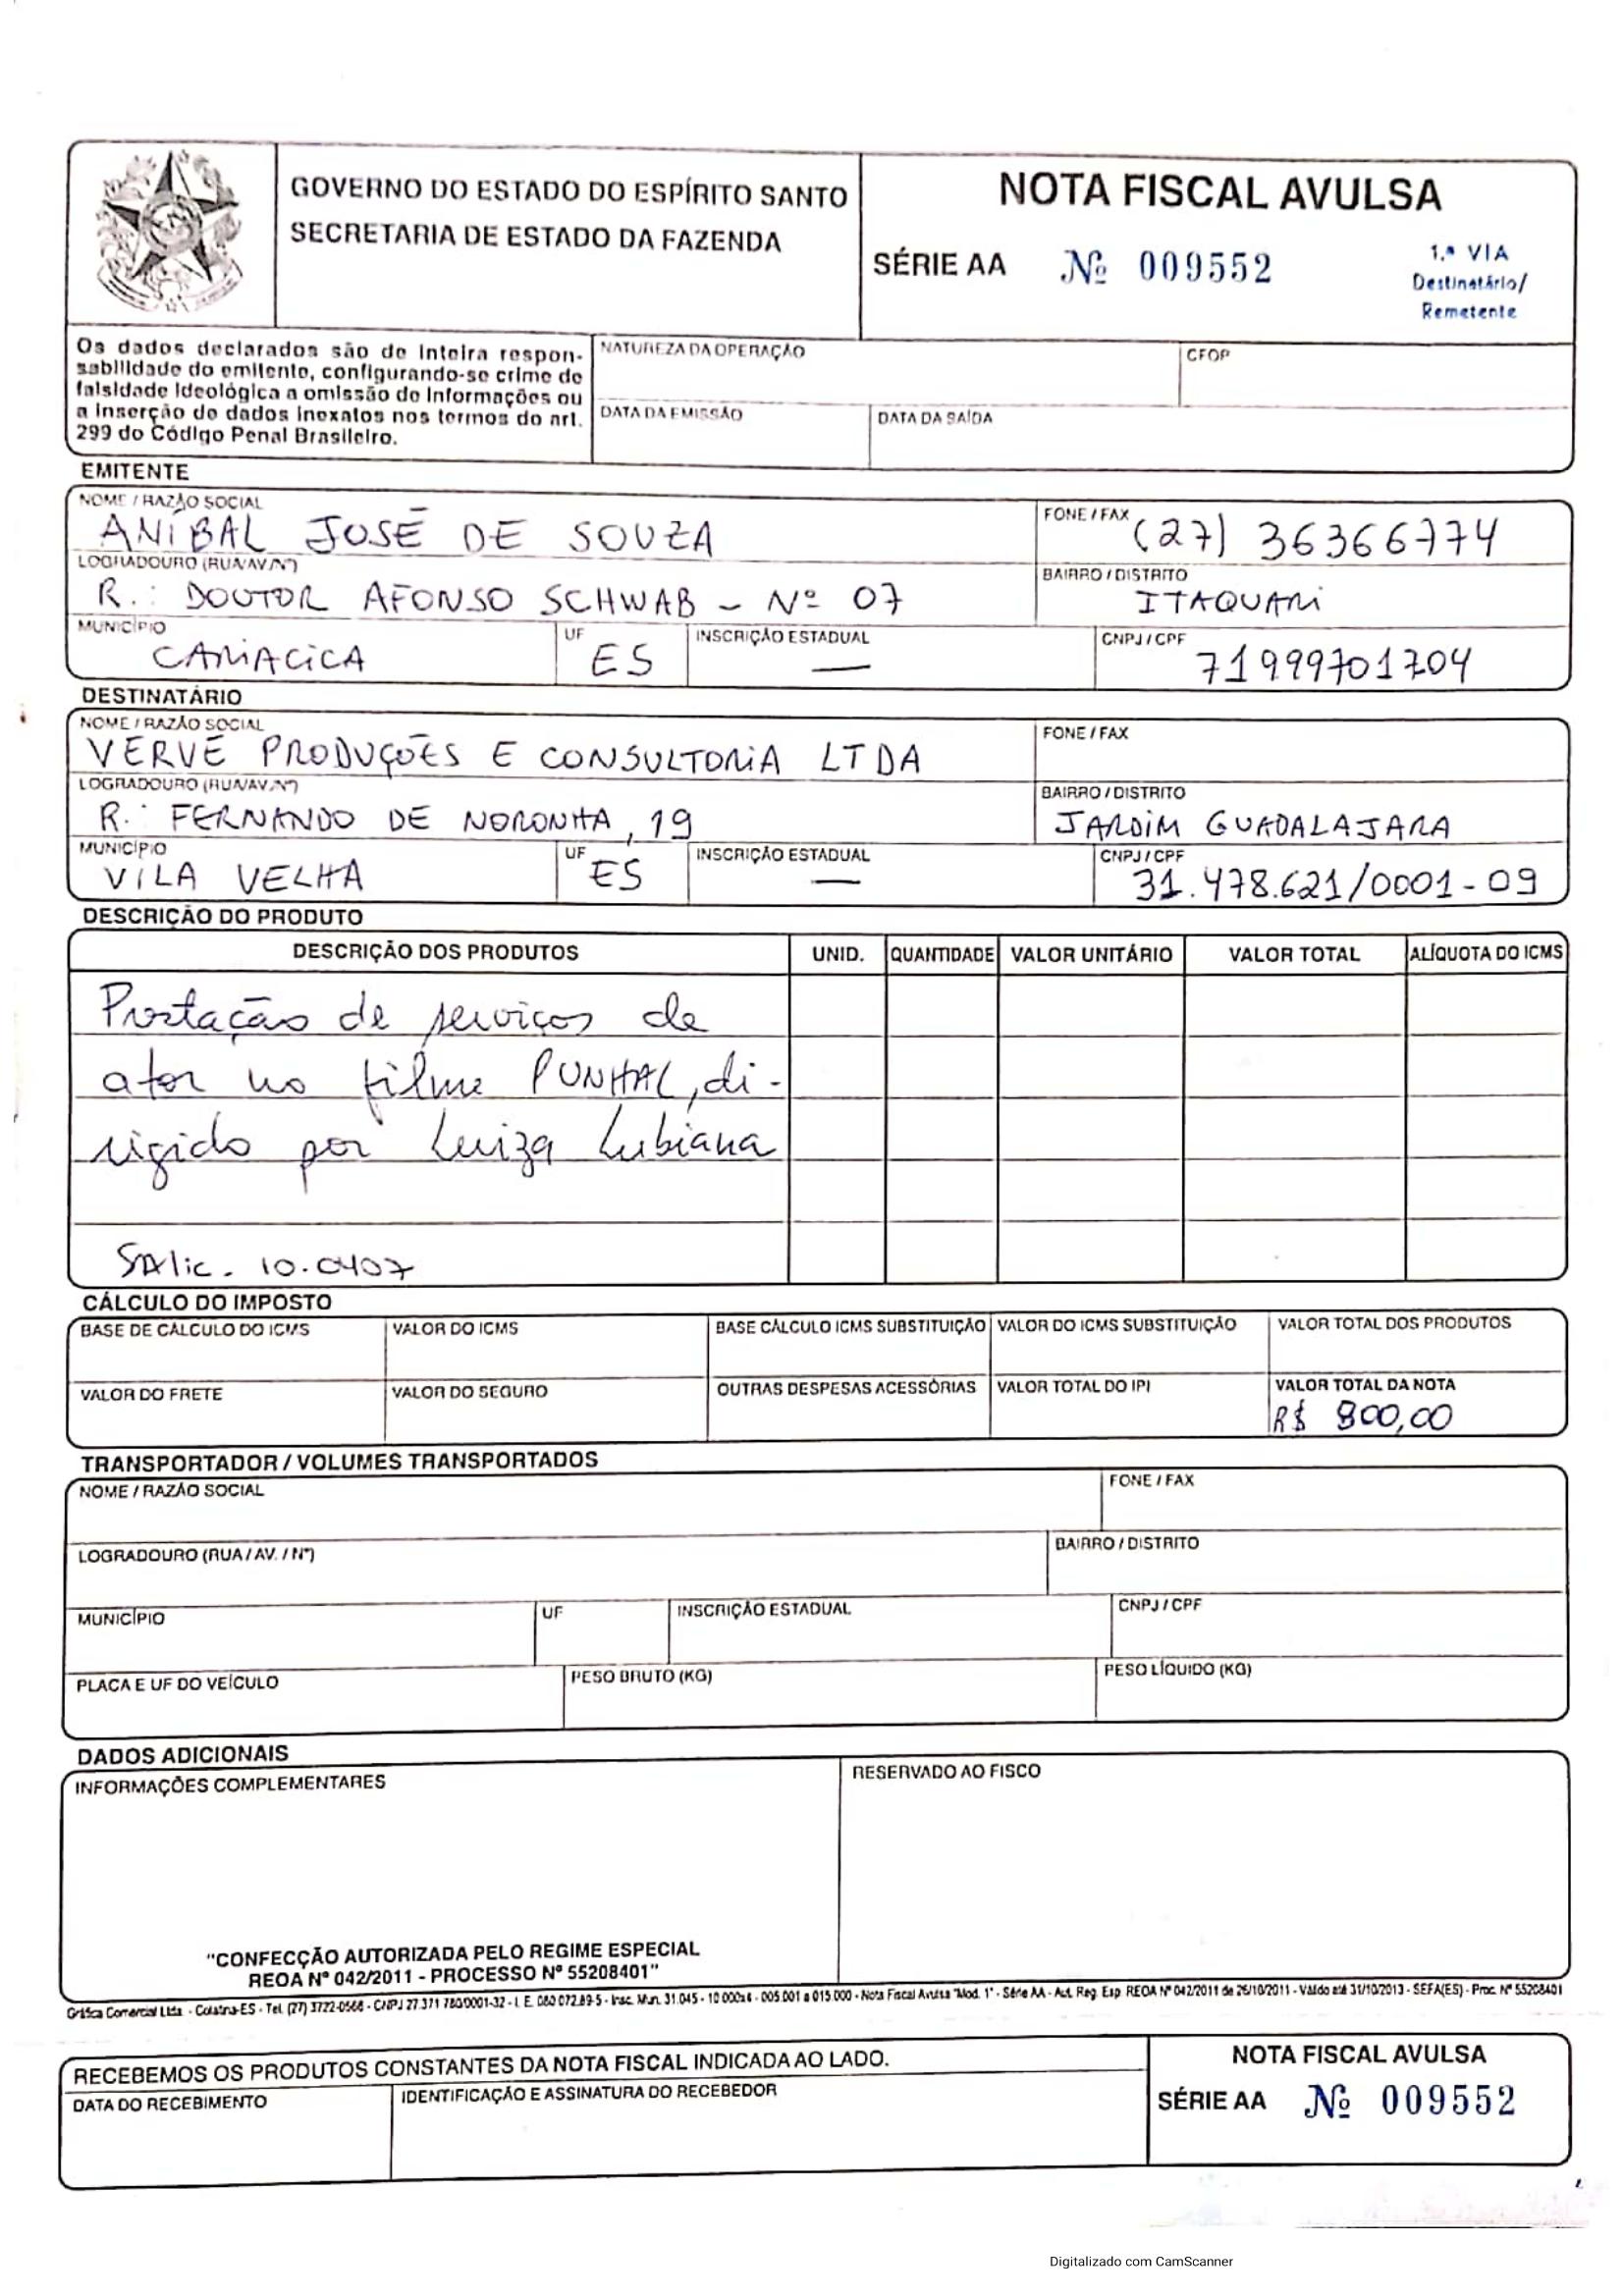 GOVERNO DO ESTADO DO ESPÍRITO SANTO
SECRETARIA DE ESTADO DA FAZENDA
NOTA FISCAL AVULSA
SÉRIE AA Nº 009552
1.ª VIA
Destinatário/
Remetente
Os dados declarados são de inteira respon-
sabilidade do emitente, configurando-se crime de
falsidade ideológica a omissão de informações ou
a inserção de dados inexatos nos termos do art.
299 do Código Penal Brasileiro.
NATUREZA DA OPERAÇÃO CFOP
DATA DA EMISSÃO DATA DA SAÍDA
EMITENTE
NOME / RAZÃO SOCIAL FONE / FAX
ANÍBAL JOSÉ DE SOUZA (27) 36366774
LOGRADOURO (RUA/AV./Nº) BAIRRO / DISTRITO
R.: DOUTOR AFONSO SCHWAB - Nº 07 ITAQUARI
MUNICÍPIO UF INSCRIÇÃO ESTADUAL CNPJ / CPF
CARIACICA ES — 71999701704
DESTINATÁRIO
NOME / RAZÃO SOCIAL FONE / FAX
VERVE PRODUÇÕES E CONSULTORIA LTDA
LOGRADOURO (RUA/AV./Nº) BAIRRO / DISTRITO
R: FERNANDO DE NORONHA, 19 JARDIM GUADALAJARA
MUNICÍPIO UF INSCRIÇÃO ESTADUAL CNPJ / CPF
VILA VELHA ES — 31.478.621/0001-09
DESCRIÇÃO DO PRODUTO
DESCRIÇÃO DOS PRODUTOS UNID. QUANTIDADE VALOR UNITÁRIO VALOR TOTAL ALÍQUOTA DO ICMS
Prestação de serviços de
ator no filme PUNHAL, di-
rigido por Luiza Lubiana
SAlic. 10.0407
CÁLCULO DO IMPOSTO
BASE DE CÁLCULO DO ICMS VALOR DO ICMS BASE CÁLCULO ICMS SUBSTITUIÇÃO VALOR DO ICMS SUBSTITUIÇÃO VALOR TOTAL DOS PRODUTOS
VALOR DO FRETE VALOR DO SEGURO OUTRAS DESPESAS ACESSÓRIAS VALOR TOTAL DO IPI VALOR TOTAL DA NOTA
R$ 800,00
TRANSPORTADOR / VOLUMES TRANSPORTADOS
NOME / RAZÃO SOCIAL FONE / FAX
LOGRADOURO (RUA / AV. / Nº) BAIRRO / DISTRITO
MUNICÍPIO UF INSCRIÇÃO ESTADUAL CNPJ / CPF
PLACA E UF DO VEÍCULO PESO BRUTO (KG) PESO LÍQUIDO (KG)
DADOS ADICIONAIS
INFORMAÇÕES COMPLEMENTARES RESERVADO AO FISCO
"CONFECÇÃO AUTORIZADA PELO REGIME ESPECIAL
REOA Nº 042/2011 - PROCESSO Nº 55208401"
Gráfica Comercial Ltda. - Colatina-ES - Tel. (27) 3722-0566 - CNPJ 27.371.780/0001-32 - I. E. 080.072.89-5 - Insc. Mun. 31.045 - 10.000x4 - 005.001 a 015.000 - Nota Fiscal Avulsa "Mod. 1" - Série AA - Aut. Reg. Esp. REOA Nº 042/2011 de 26/10/2011 - Válido até 31/10/2013 - SEFA(ES) - Proc. Nº 55208401
RECEBEMOS OS PRODUTOS CONSTANTES DA NOTA FISCAL INDICADA AO LADO.
DATA DO RECEBIMENTO IDENTIFICAÇÃO E ASSINATURA DO RECEBEDOR
NOTA FISCAL AVULSA
SÉRIE AA Nº 009552
Digitalizado com CamScanner